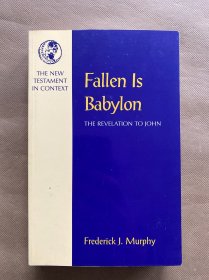 THE NEW
TESTAMENT
IN CONTEXT
Fallen Is
Babylon
THE REVELATION TO JOHN
Frederick J. Murphy